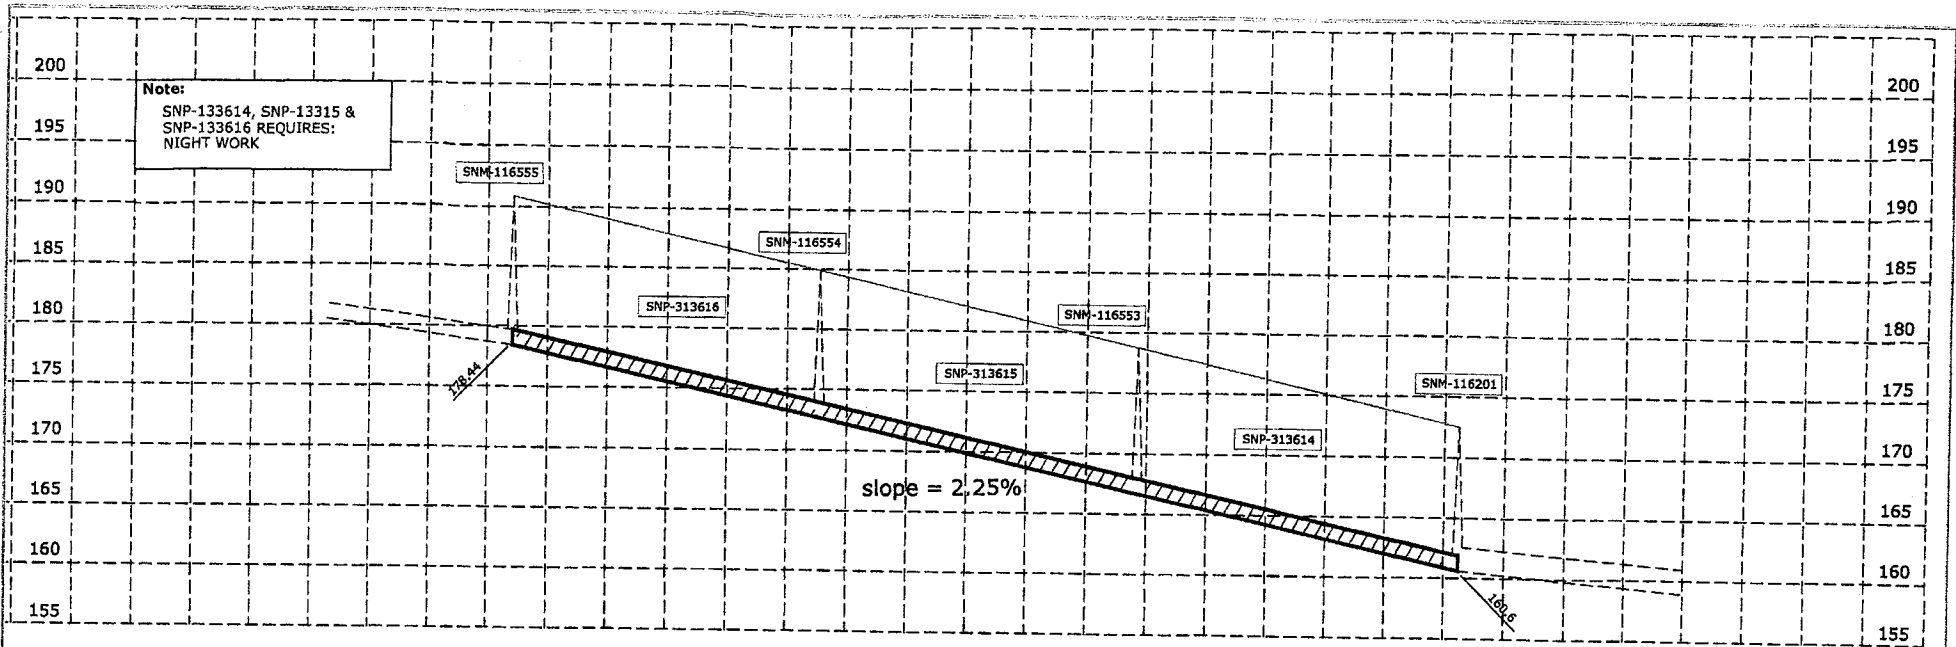 200
200
Note:
SNP-133614, SNP-13315 &
SNP-133616 REQUIRES:
NIGHT WORK
195
195
SNM-116555
190
190
SNM-116554
185
185
SNP-313616
SNM-116553
180
180
178.44
SNP-313615
SNM-116201
175
175
SNP-313614
170
170
slope = 2.25%
165
165
160
160
160.6
155
155